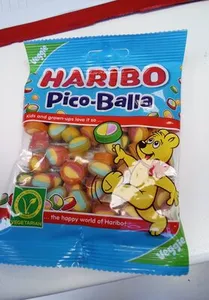 Veggie
HARIBO
Pico-Balla
Kids and grown-ups love it so...
VEGETARIAN
... the happy world of Haribo!
Veggie